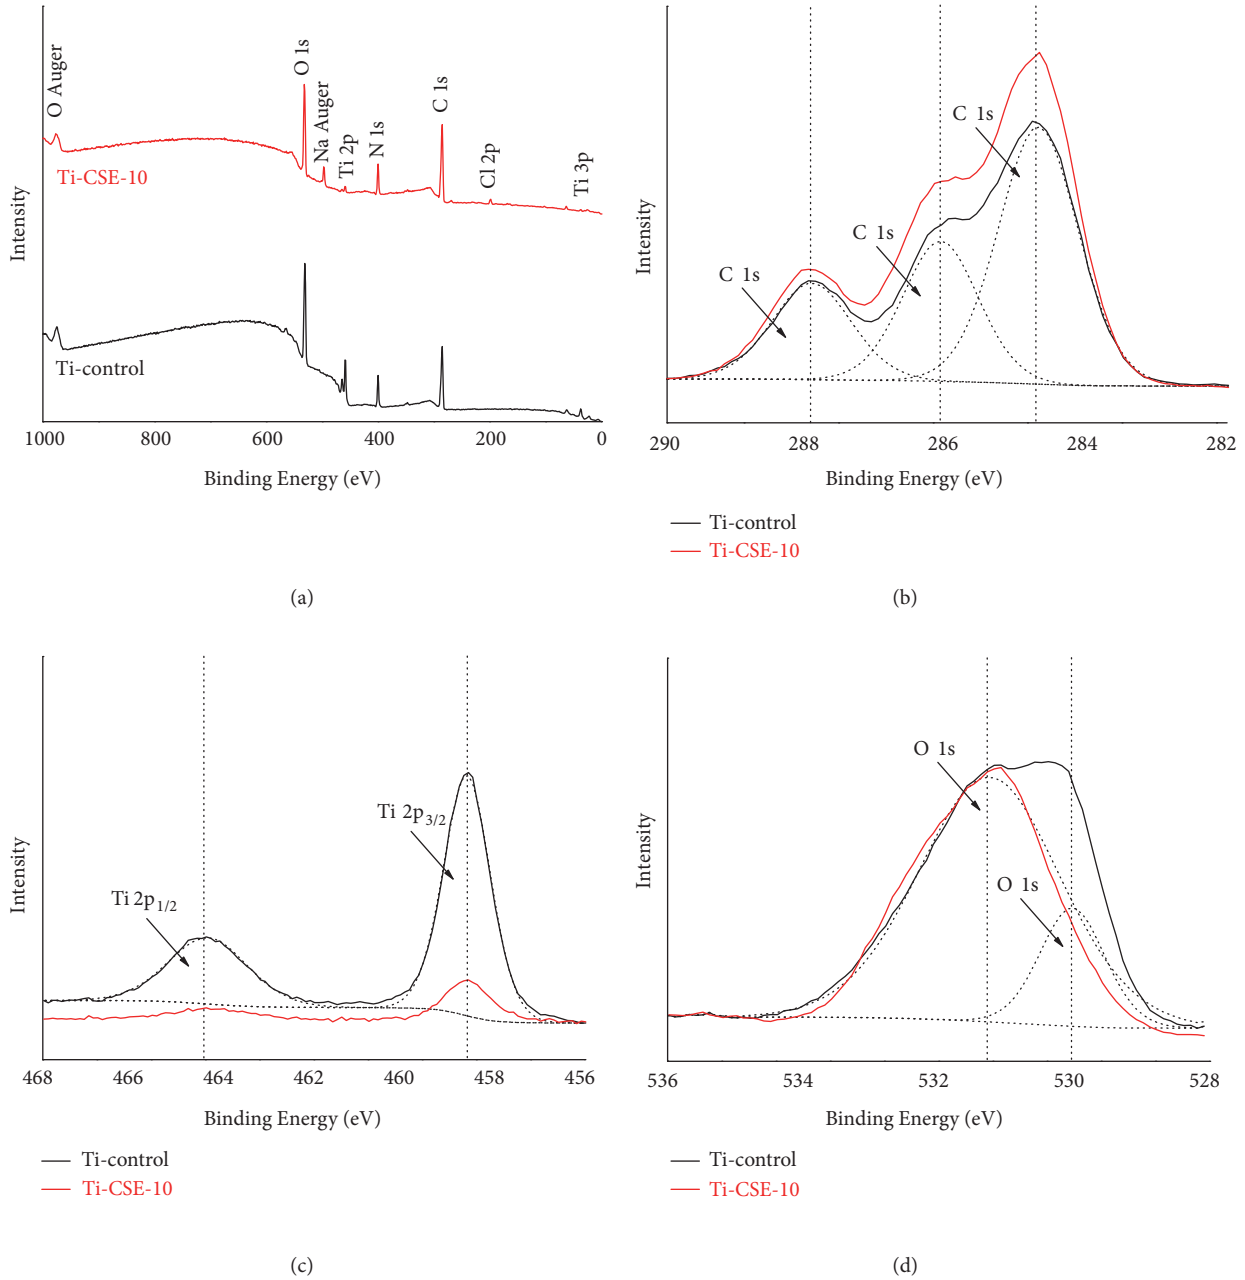 O Auger
O 1s
Na Auger
Ti 2p
N 1s
C 1s
Cl 2p
Ti 3p
Ti-CSE-10
Ti-control
Intensity
1000 800 600 400 200 0
Binding Energy (eV)
(a)
C 1s
C 1s
C 1s
Intensity
290 288 286 284 282
Binding Energy (eV)
Ti-control
Ti-CSE-10
(b)
Ti 2p3/2
Ti 2p1/2
Intensity
468 466 464 462 460 458 456
Binding Energy (eV)
Ti-control
Ti-CSE-10
(c)
O 1s
O 1s
Intensity
536 534 532 530 528
Binding Energy (eV)
Ti-control
Ti-CSE-10
(d)